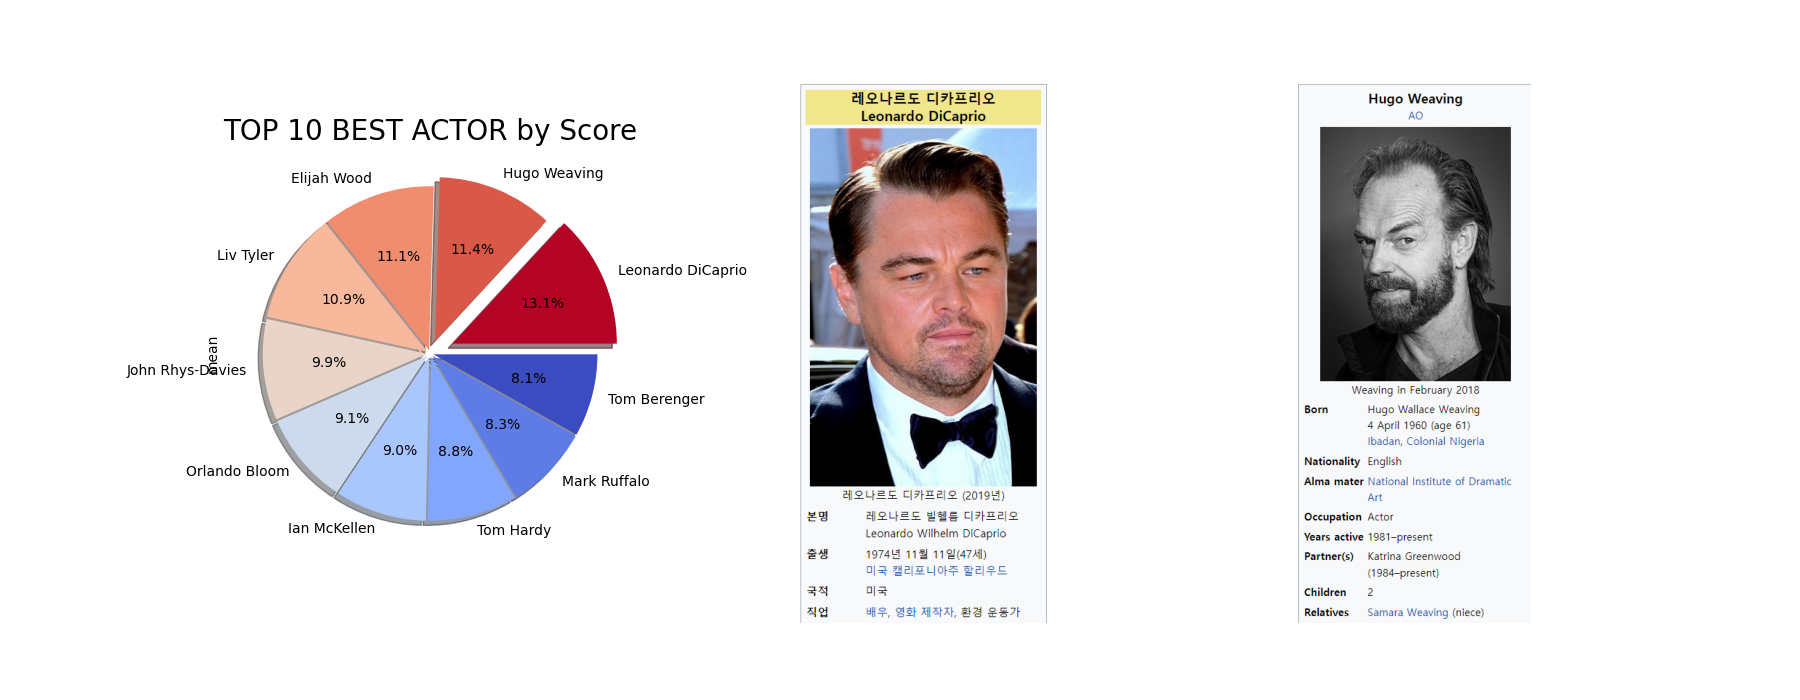 TOP 10 BEST ACTOR by Score
Hugo Weaving
Elijah Wood
Liv Tyler
Leonardo DiCaprio
11.1%
11.4%
10.9%
13.1%
mean
John Rhys-Davies
9.9%
8.1%
Tom Berenger
9.1%
8.3%
9.0%
8.8%
Orlando Bloom
Mark Ruffalo
Ian McKellen
Tom Hardy
레오나르도 디카프리오
Leonardo DiCaprio
레오나르도 디카프리오 (2019년)
본명 레오나르도 빌헬름 디카프리오
Leonardo Wilhelm DiCaprio
출생 1974년 11월 11일(47세)
미국 캘리포니아주 할리우드
국적 미국
직업 배우, 영화 제작자, 환경 운동가
Hugo Weaving
AO
Weaving in February 2018
Born Hugo Wallace Weaving
4 April 1960 (age 61)
Ibadan, Colonial Nigeria
Nationality English
Alma mater National Institute of Dramatic
Art
Occupation Actor
Years active 1981–present
Partner(s) Katrina Greenwood
(1984–present)
Children 2
Relatives Samara Weaving (niece)